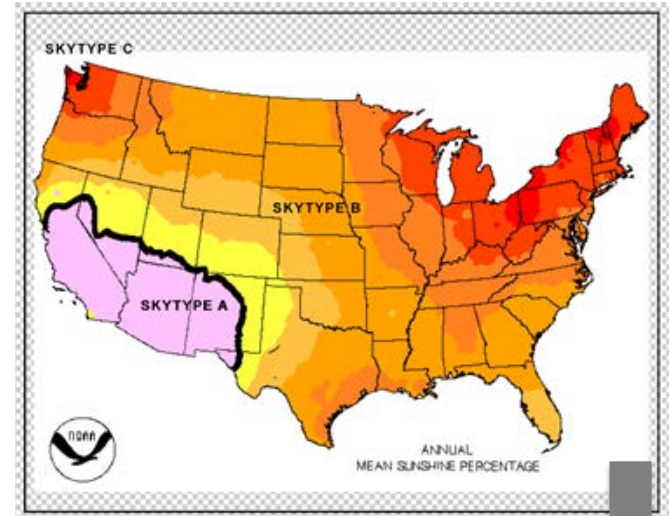 SKYTYPE C
SKYTYPE B
SKYTYPE A
NOAA
ANNUAL
MEAN SUNSHINE PERCENTAGE